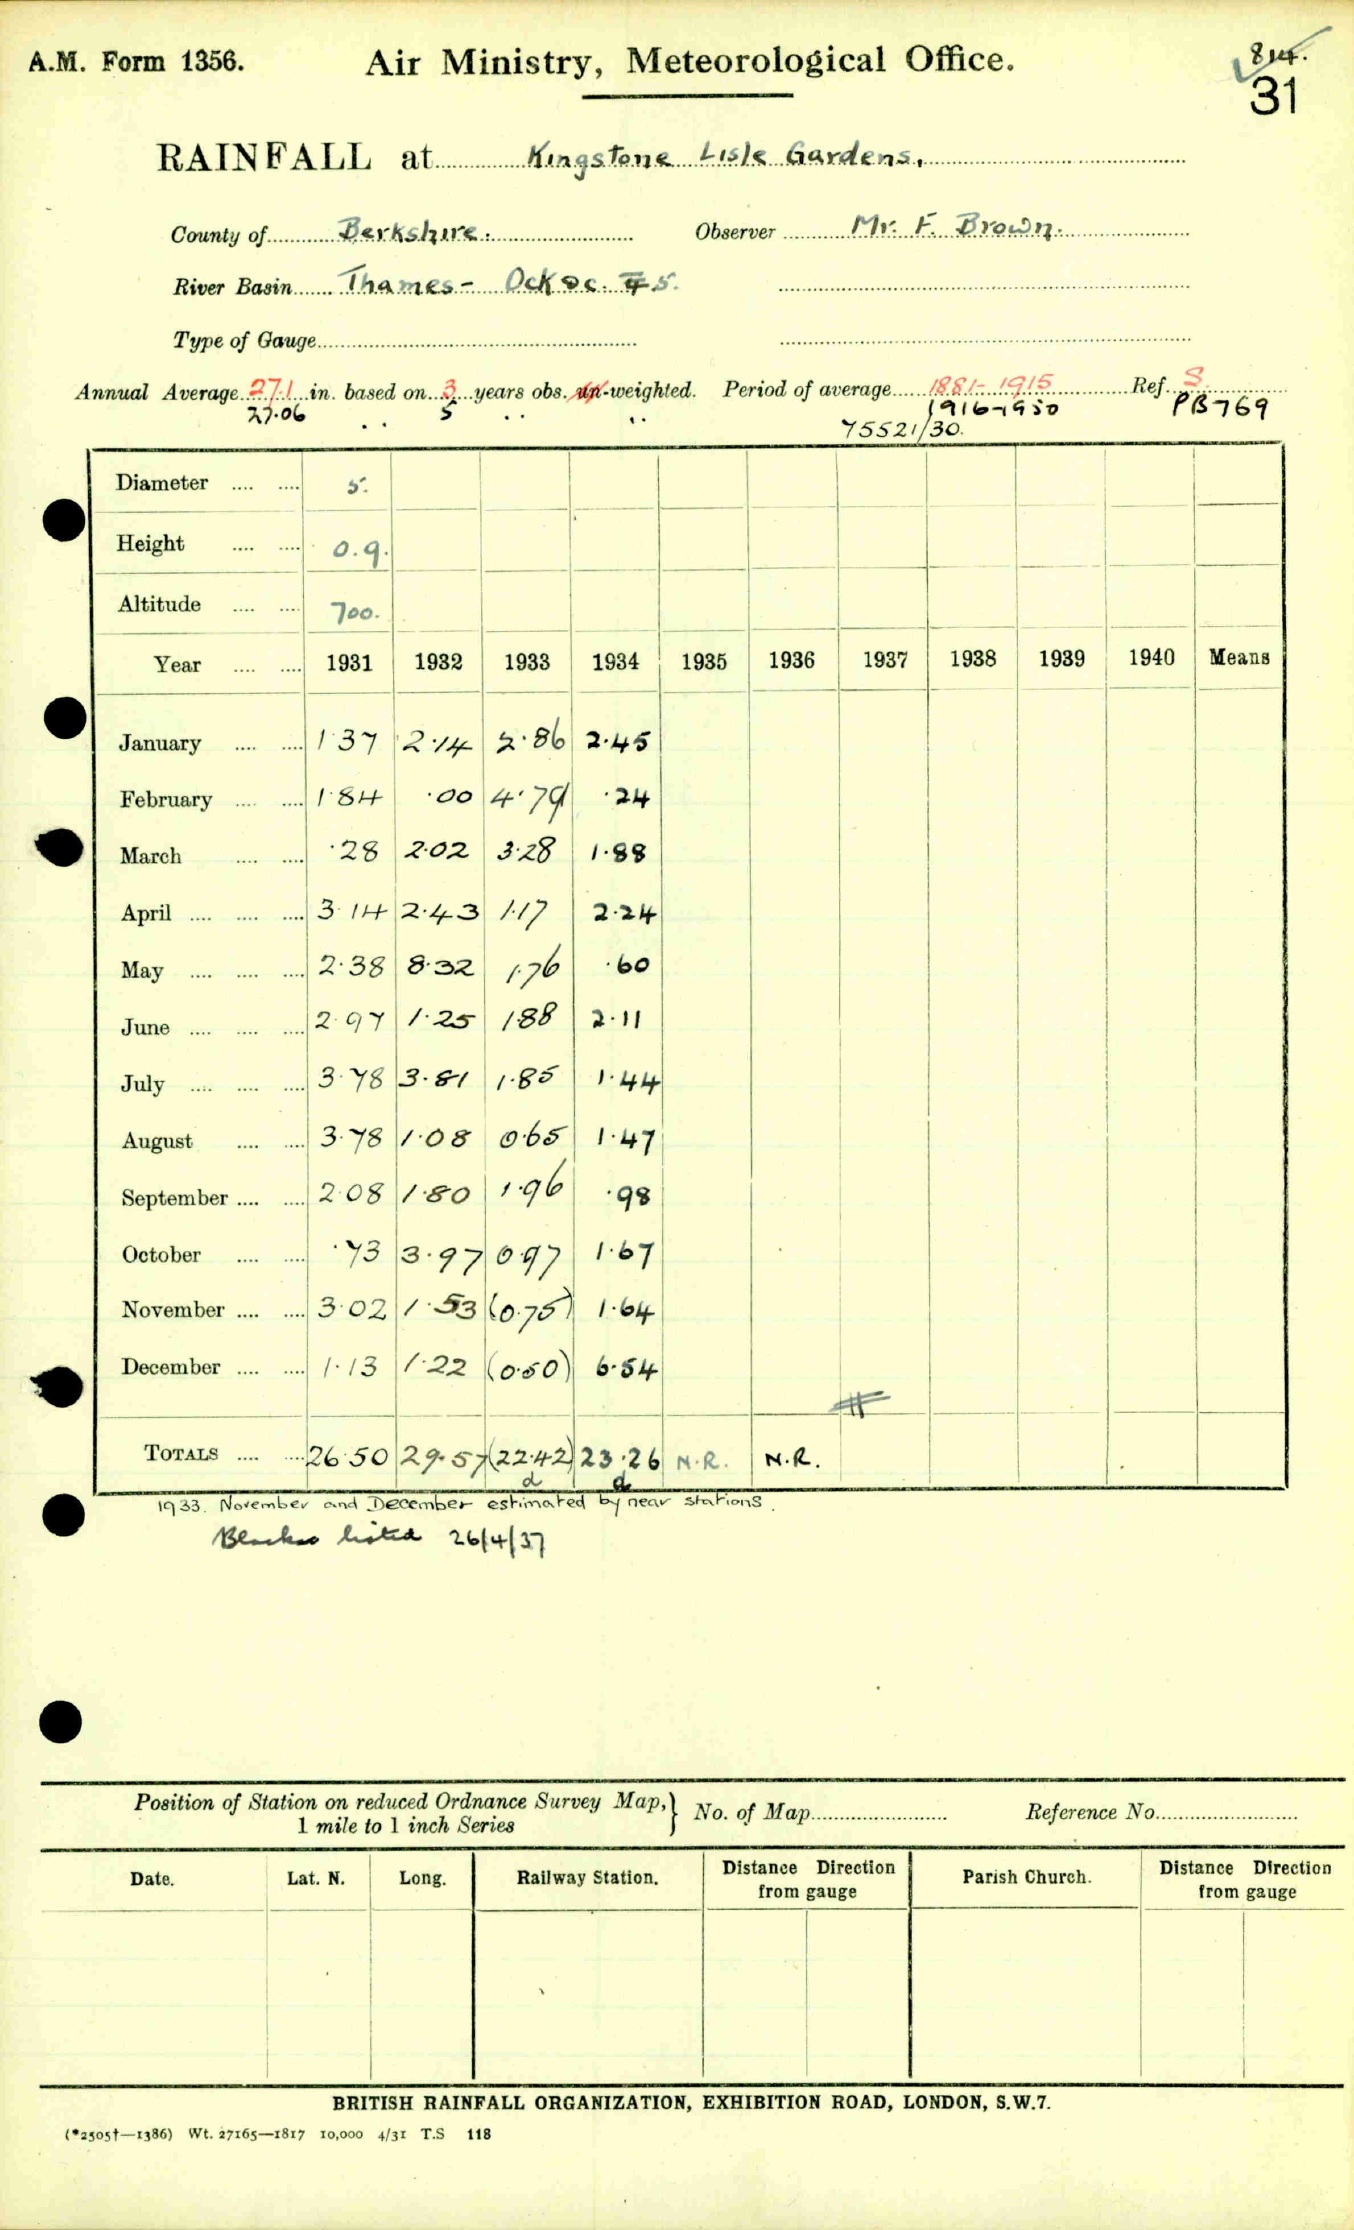 A.M. Form 1356.
Air Ministry, Meteorological Office.
814.
31
RAINFALL at Kingstone Lisle Gardens,
County of Berkshire. Observer Mr. F. Brown.
River Basin Thames - Ock &c. 5.
Type of Gauge
Annual Average 27.1 in. based on 3 years obs. un-weighted. Period of average 1881-1915 Ref. S.
27.06 .. 5 .. .. 1916-1950 PB769
75521/30.
Diameter .... .... 5.
Height .... .... 0.9.
Altitude .... .... 700.
Year .... .... 1931 1932 1933 1934 1935 1936 1937 1938 1939 1940 Means
January .... .... 1.37 2.14 2.86 2.45
February .... .... 1.84 .00 4.79 .24
March .... .... .28 2.02 3.28 1.88
April .... .... .... 3.14 2.43 1.17 2.24
May .... .... .... 2.38 8.32 1.76 .60
June .... .... .... 2.97 1.25 1.88 2.11
July .... .... .... 3.78 3.81 1.85 1.44
August .... .... 3.78 1.08 0.65 1.47
September .... .... 2.08 1.80 1.96 .98
October .... .... .73 3.97 0.97 1.67
November .... .... 3.02 1.53 (0.75) 1.64
December .... .... 1.13 1.22 (0.50) 6.54
TOTALS .... .... 26.50 29.57 (22.42) 23.26 N.R. N.R.
d d
1933. November and December estimated by near stations.
listed 26/4/37
Position of Station on reduced Ordnance Survey Map, } No. of Map Reference No.
1 mile to 1 inch Series
Date. Lat. N. Long. Railway Station. Distance Direction from gauge Parish Church. Distance Direction from gauge
BRITISH RAINFALL ORGANIZATION, EXHIBITION ROAD, LONDON, S.W.7.
(*2505†—1386) Wt. 27165—1817 10,000 4/31 T.S 118